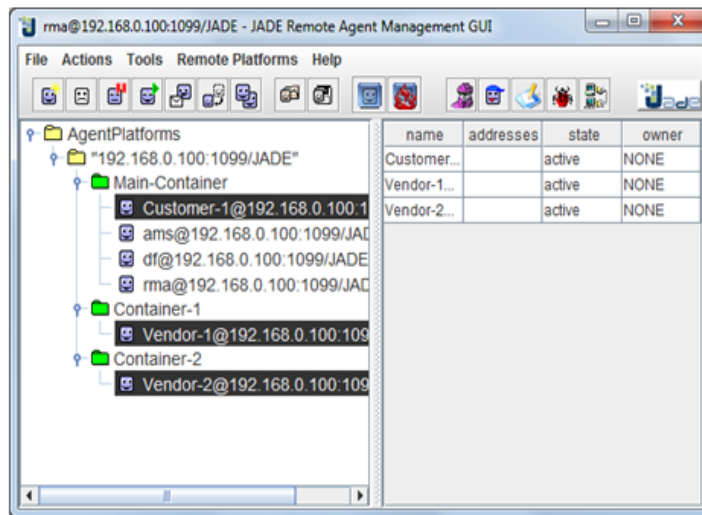 rma@192.168.0.100:1099/JADE - JADE Remote Agent Management GUI
File Actions Tools Remote Platforms Help
Jade
AgentPlatforms
"192.168.0.100:1099/JADE"
Main-Container
Customer-1@192.168.0.100:1
ams@192.168.0.100:1099/JAD
df@192.168.0.100:1099/JADE
rma@192.168.0.100:1099/JAD
Container-1
Vendor-1@192.168.0.100:109
Container-2
Vendor-2@192.168.0.100:109
name addresses state owner
Customer... active NONE
Vendor-1... active NONE
Vendor-2... active NONE